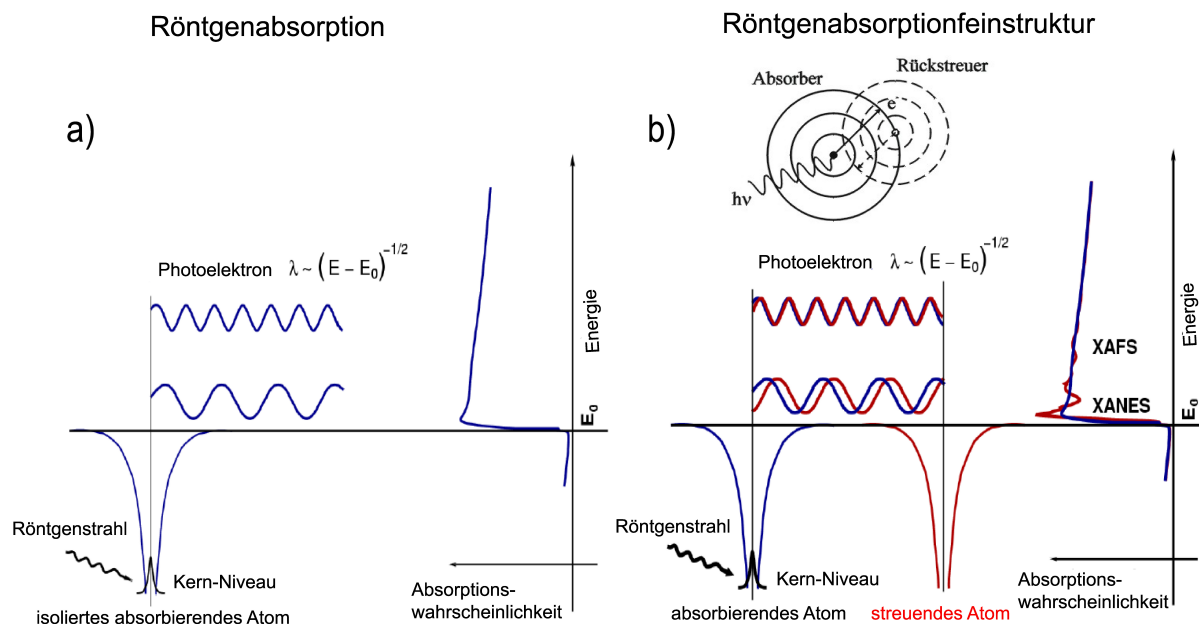 Röntgenabsorption
a)
Photoelektron λ ~ (E – E₀)^–1/2
Energie
E₀
Röntgenstrahl
Kern-Niveau
isoliertes absorbierendes Atom
Absorptions-
wahrscheinlichkeit
Röntgenabsorptionfeinstruktur
b)
Absorber
Rückstreuer
e⁻
hν
Photoelektron λ ~ (E – E₀)^–1/2
Energie
XAFS
XANES
E₀
Röntgenstrahl
Kern-Niveau
absorbierendes Atom
streuendes Atom
Absorptions-
wahrscheinlichkeit